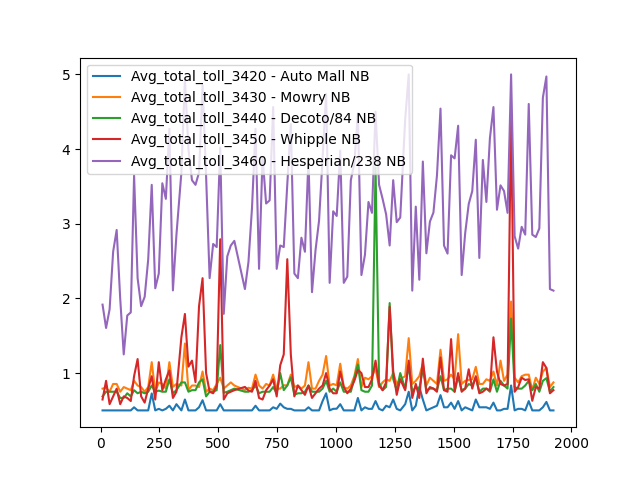 Avg_total_toll_3420 - Auto Mall NB
Avg_total_toll_3430 - Mowry NB
Avg_total_toll_3440 - Decoto/84 NB
Avg_total_toll_3450 - Whipple NB
Avg_total_toll_3460 - Hesperian/238 NB
5
4
3
2
1
0 250 500 750 1000 1250 1500 1750 2000